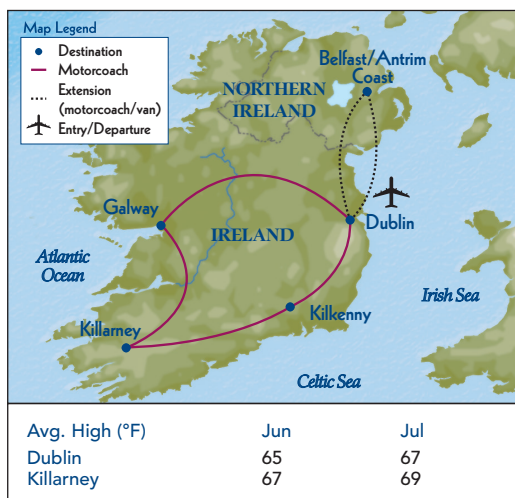 Map Legend
Destination
Motorcoach
Extension
(motorcoach/van)
Entry/Departure
Belfast/Antrim
Coast
NORTHERN
IRELAND
Galway
Dublin
IRELAND
Atlantic
Ocean
Irish Sea
Kilkenny
Killarney
Celtic Sea
Avg. High (°F) Jun Jul
Dublin 65 67
Killarney 67 69